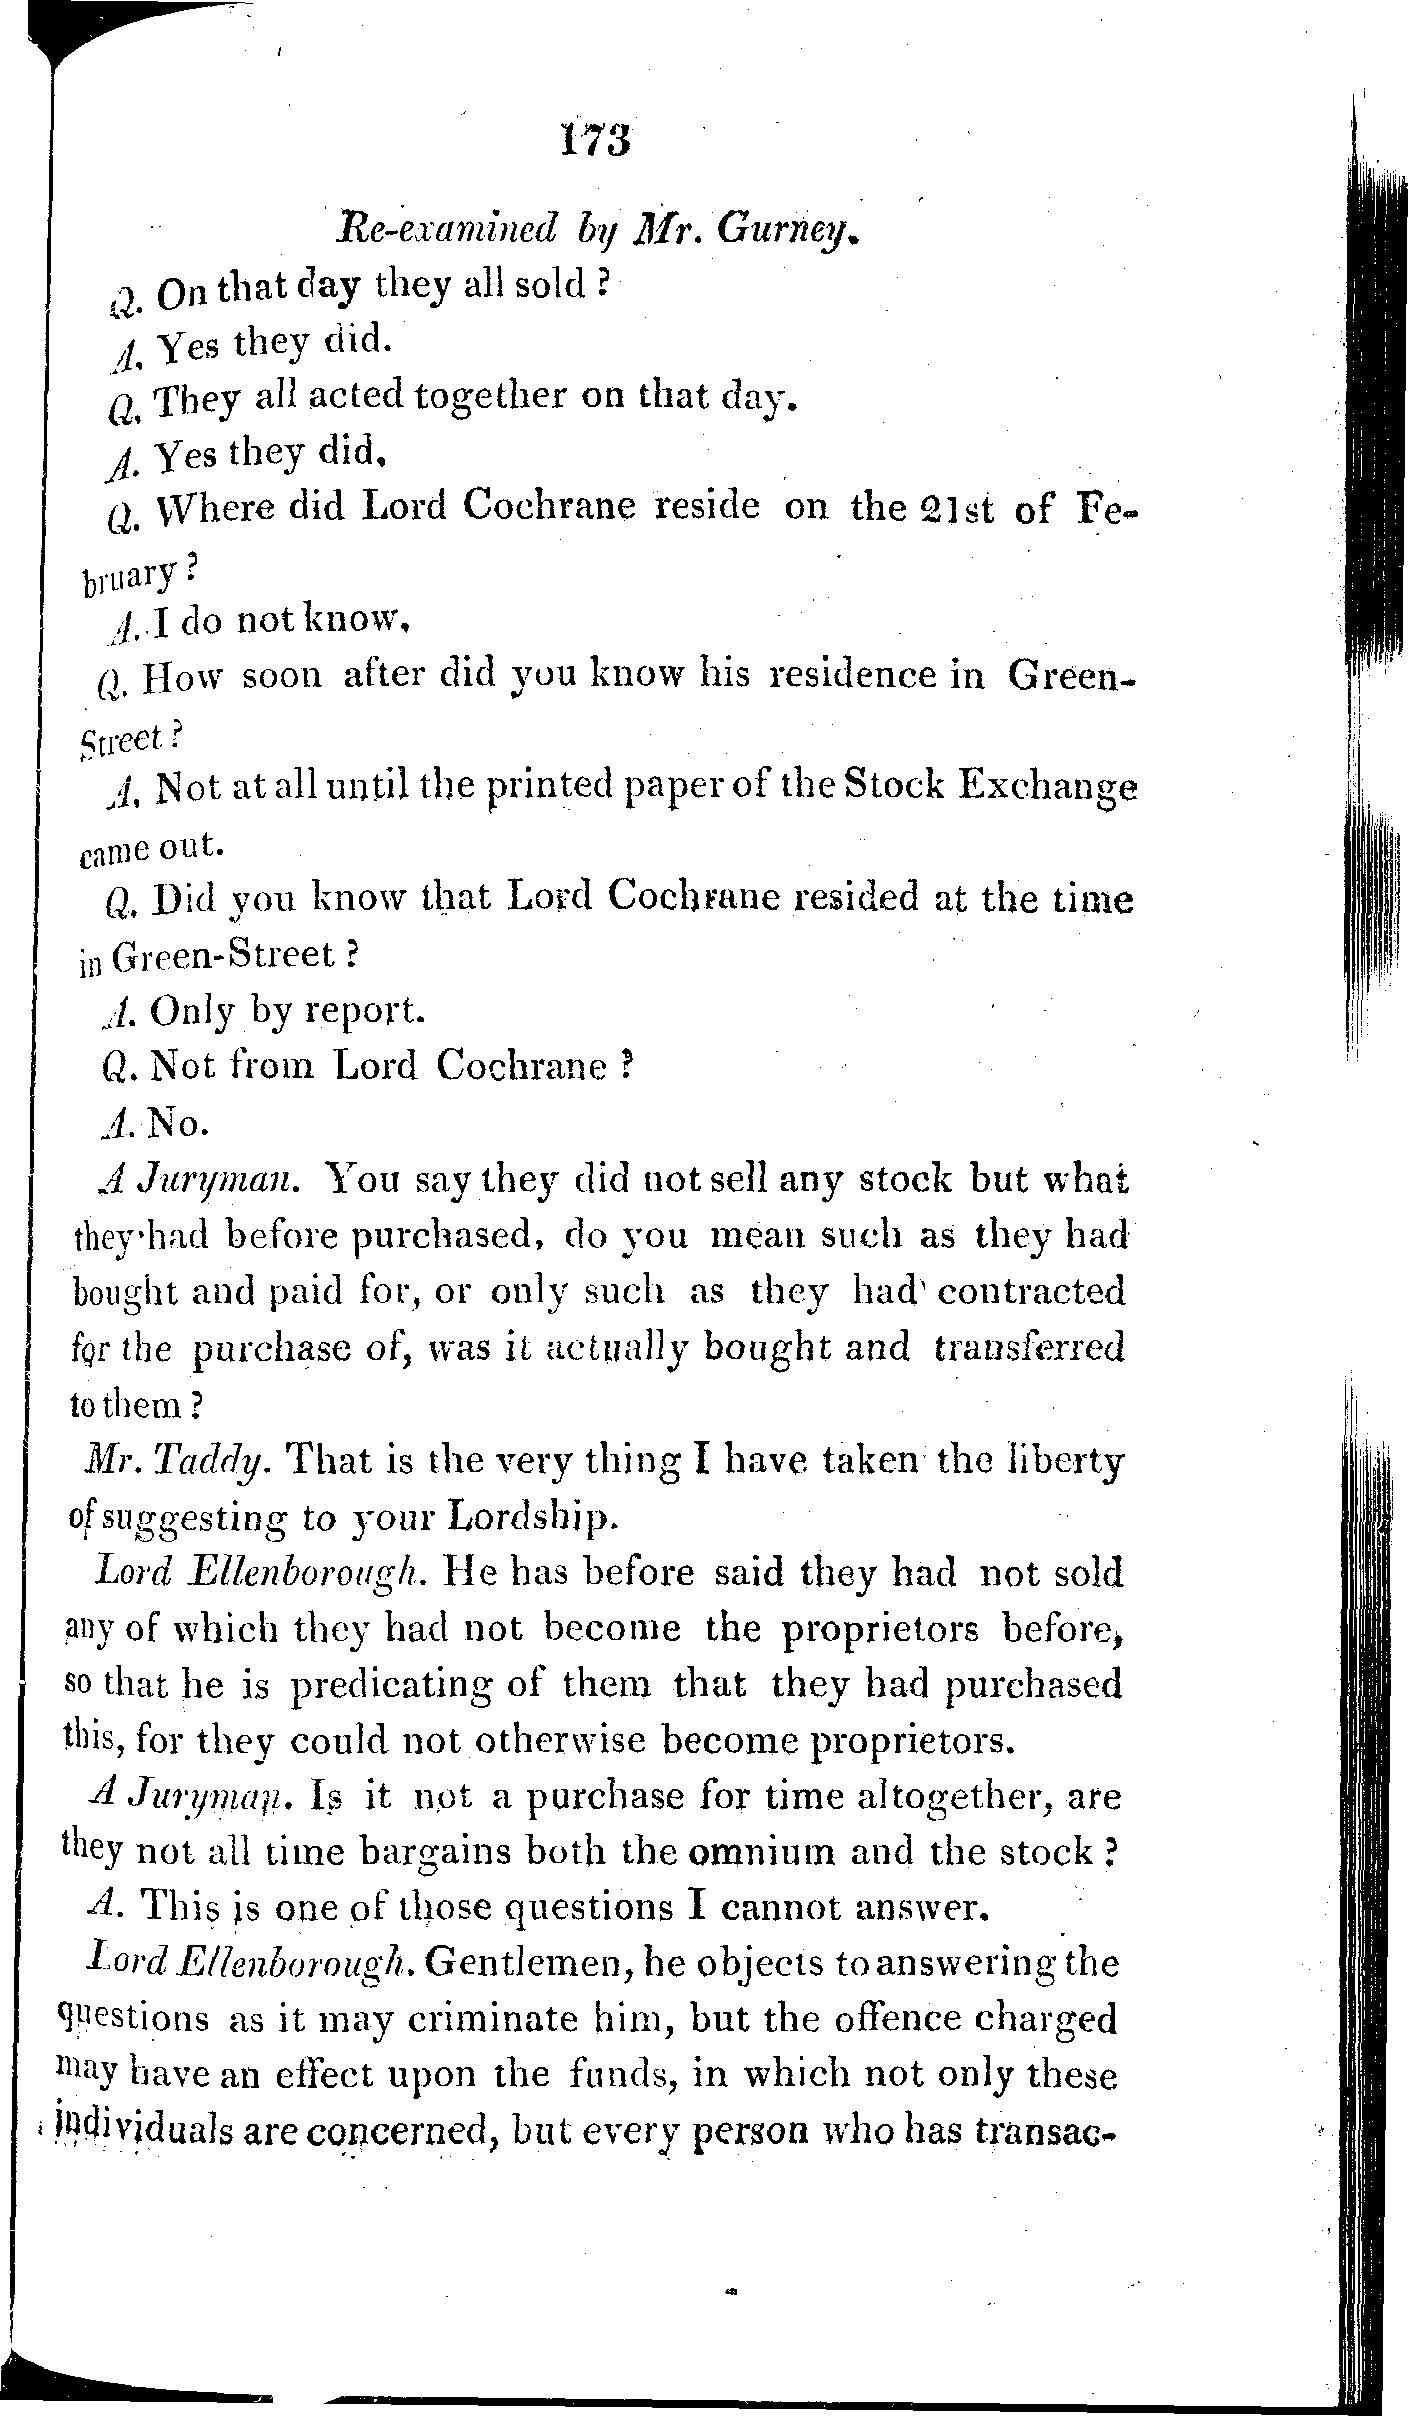 173
Re-examined by Mr. Gurney.
Q. On that day they all sold ?
A. Yes they did.
Q. They all acted together on that day.
A. Yes they did.
Q. Where did Lord Cochrane reside on the 21st of Fe-
bruary ?
A. I do not know.
Q. How soon after did you know his residence in Green-
Street ?
A. Not at all until the printed paper of the Stock Exchange
came out.
Q. Did you know that Lord Cochrane resided at the time
in Green-Street ?
A. Only by report.
Q. Not from Lord Cochrane ?
A. No.
A Juryman. You say they did not sell any stock but what
they had before purchased, do you mean such as they had
bought and paid for, or only such as they had contracted
for the purchase of, was it actually bought and transferred
to them ?
Mr. Taddy. That is the very thing I have taken the liberty
of suggesting to your Lordship.
Lord Ellenborough. He has before said they had not sold
any of which they had not become the proprietors before,
so that he is predicating of them that they had purchased
this, for they could not otherwise become proprietors.
A Juryman. Is it not a purchase for time altogether, are
they not all time bargains both the omnium and the stock ?
A. This is one of those questions I cannot answer.
Lord Ellenborough. Gentlemen, he objects to answering the
questions as it may criminate him, but the offence charged
may have an effect upon the funds, in which not only these
individuals are concerned, but every person who has transac-